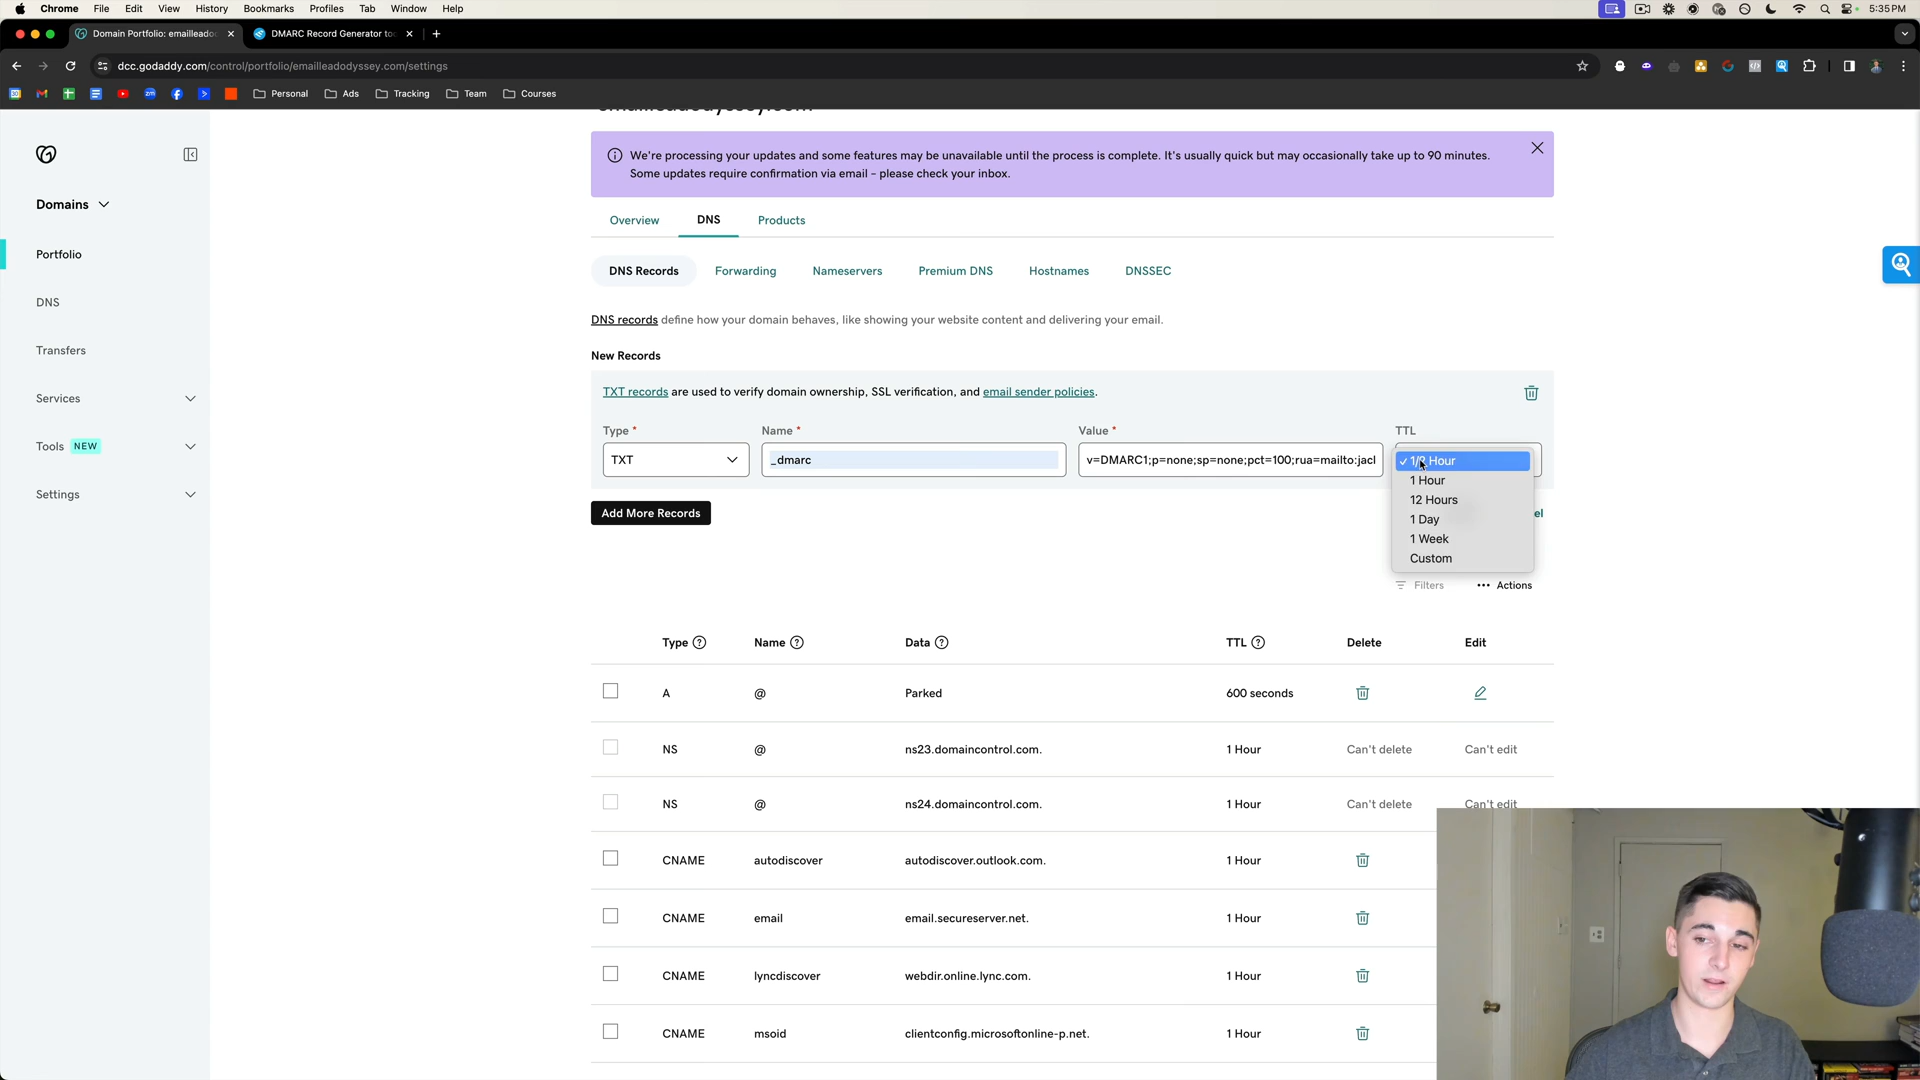 Chrome File Edit View History Bookmarks Profiles Tab Window Help 5:35 PM
Domain Portfolio: emailleado DMARC Record Generator to
dcc.godaddy.com/control/portfolio/emailleadodyssey.com/settings
Personal Ads Tracking Team Courses
emailleadodyssey.com
We're processing your updates and some features may be unavailable until the process is complete. It's usually quick but may occasionally take up to 90 minutes.
Some updates require confirmation via email – please check your inbox.
Domains
Portfolio
DNS
Transfers
Services
Tools NEW
Settings
Overview DNS Products
DNS Records Forwarding Nameservers Premium DNS Hostnames DNSSEC
DNS records define how your domain behaves, like showing your website content and delivering your email.
New Records
TXT records are used to verify domain ownership, SSL verification, and email sender policies.
Type * Name * Value * TTL
TXT _dmarc v=DMARC1;p=none;sp=none;pct=100;rua=mailto:jacl
✓ 1/2 Hour
1 Hour
12 Hours
1 Day
1 Week
Custom
Add More Records
Filters ••• Actions
Type Name Data TTL Delete Edit
A @ Parked 600 seconds
NS @ ns23.domaincontrol.com. 1 Hour Can't delete Can't edit
NS @ ns24.domaincontrol.com. 1 Hour Can't delete Can't edit
CNAME autodiscover autodiscover.outlook.com. 1 Hour
CNAME email email.secureserver.net. 1 Hour
CNAME lyncdiscover webdir.online.lync.com. 1 Hour
CNAME msoid clientconfig.microsoftonline-p.net. 1 Hour